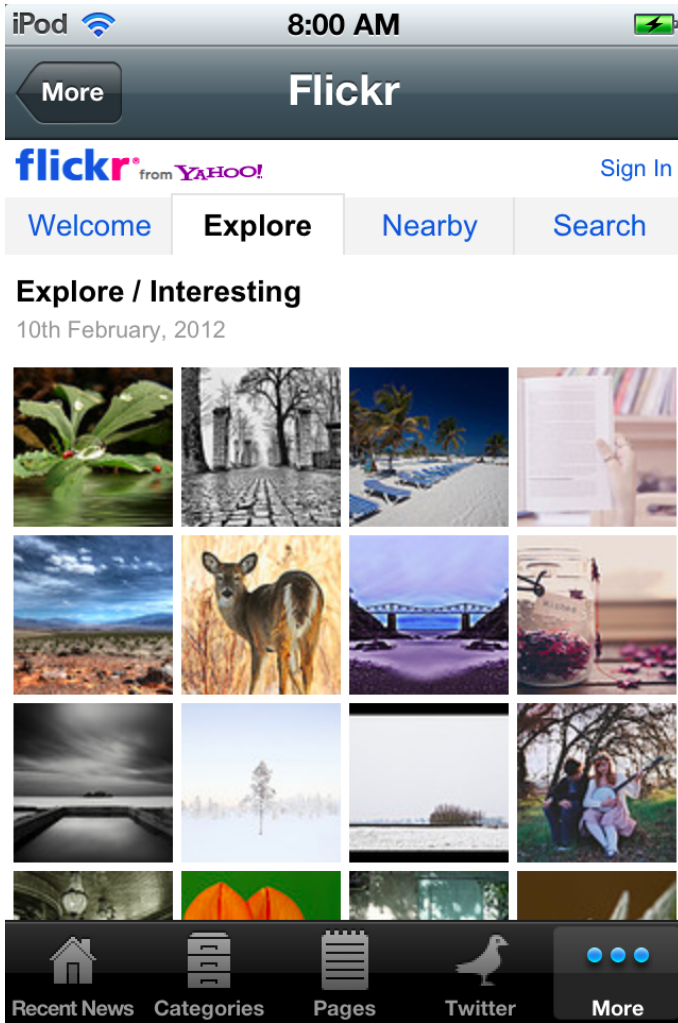 iPod 8:00 AM
More Flickr
flickr from YAHOO! Sign In
Welcome Explore Nearby Search
Explore / Interesting
10th February, 2012
Wishes
Recent News Categories Pages Twitter More